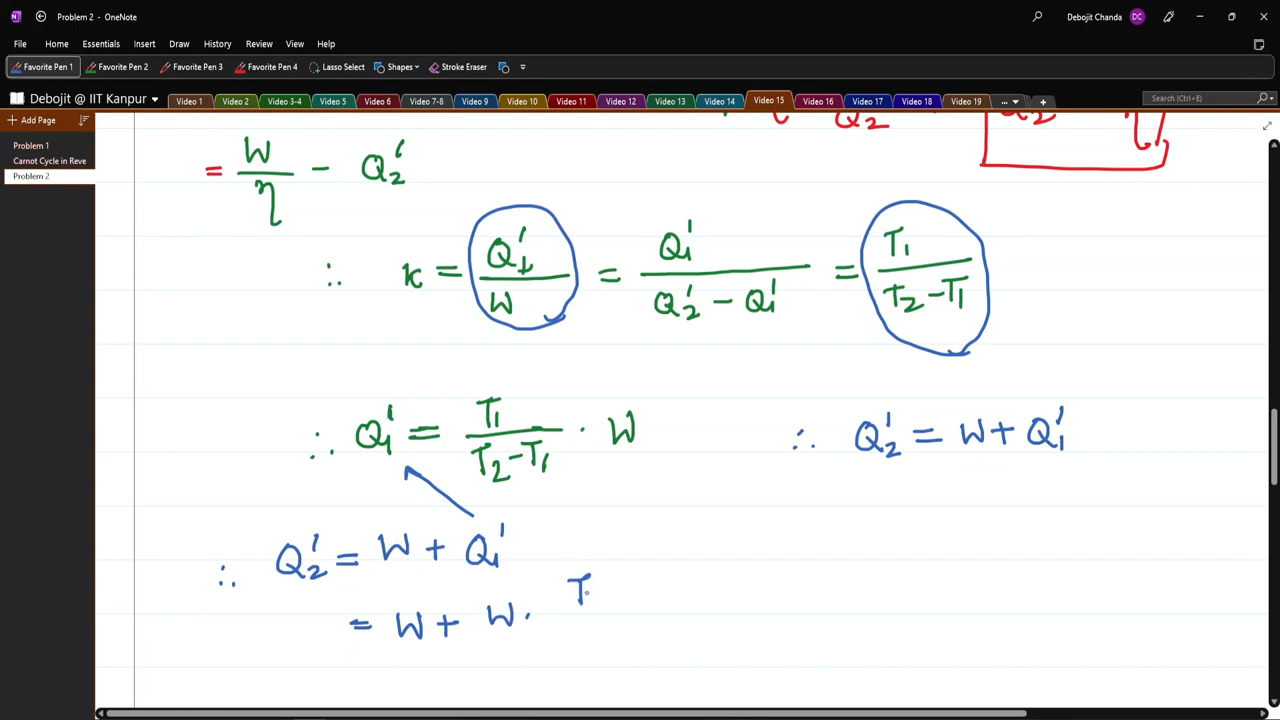 Problem 2 - OneNote
Debojit Chanda DC
File Home Essentials Insert Draw History Review View Help
Favorite Pen 1 Favorite Pen 2 Favorite Pen 3 Favorite Pen 4 Lasso Select Shapes Stroke Eraser
Debojit @ IIT Kanpur Video 1 Video 2 Video 3-4 Video 5 Video 6 Video 7-8 Video 9 Video 10 Video 11 Video 12 Video 13 Video 14 Video 15 Video 16 Video 17 Video 18 Video 19 ... Search (Ctrl+E)
Add Page
Problem 1
Carnot Cycle in Reve
Problem 2
= W/η - Q₂'
∴ K = Q₁'/W = Q₁'/(Q₂' - Q₁') = T₁/(T₂-T₁)
∴ Q₁' = T₁/(T₂-T₁) · W ∴ Q₂' = W + Q₁'
∴ Q₂' = W + Q₁'
= W + W · T